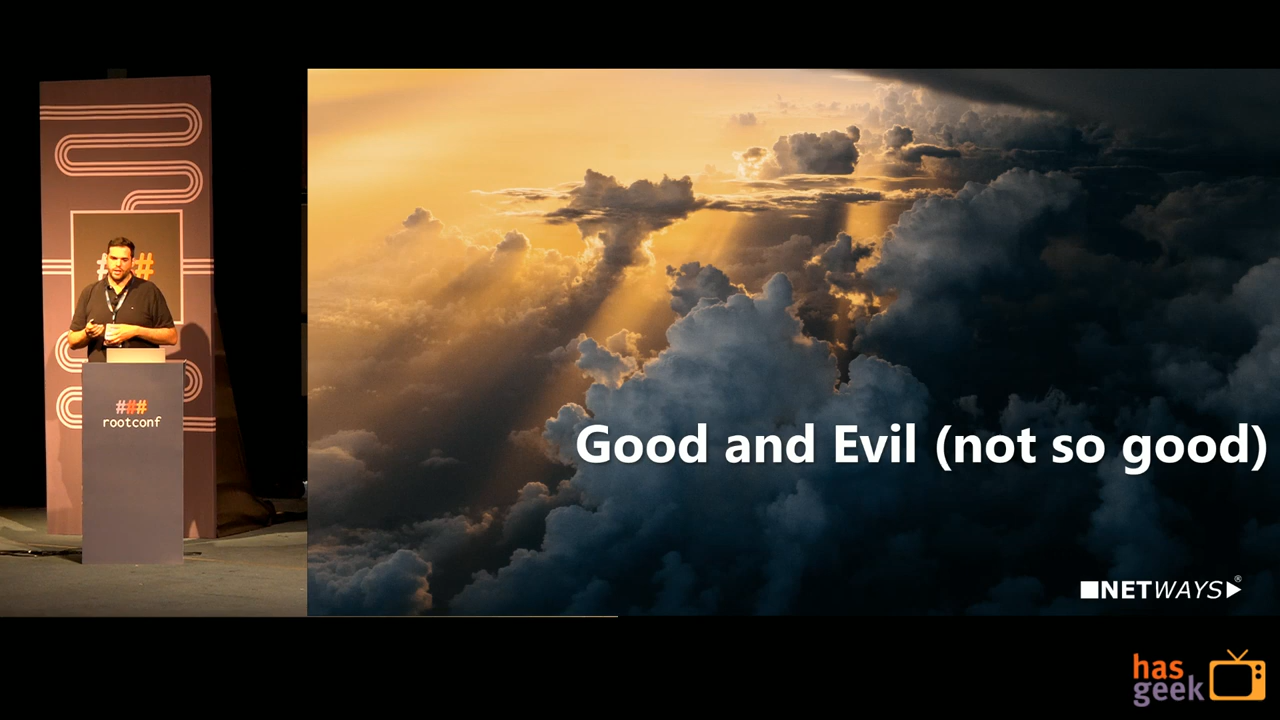 ###
rootconf
Good and Evil (not so good)
NETWAYS®
has
geek